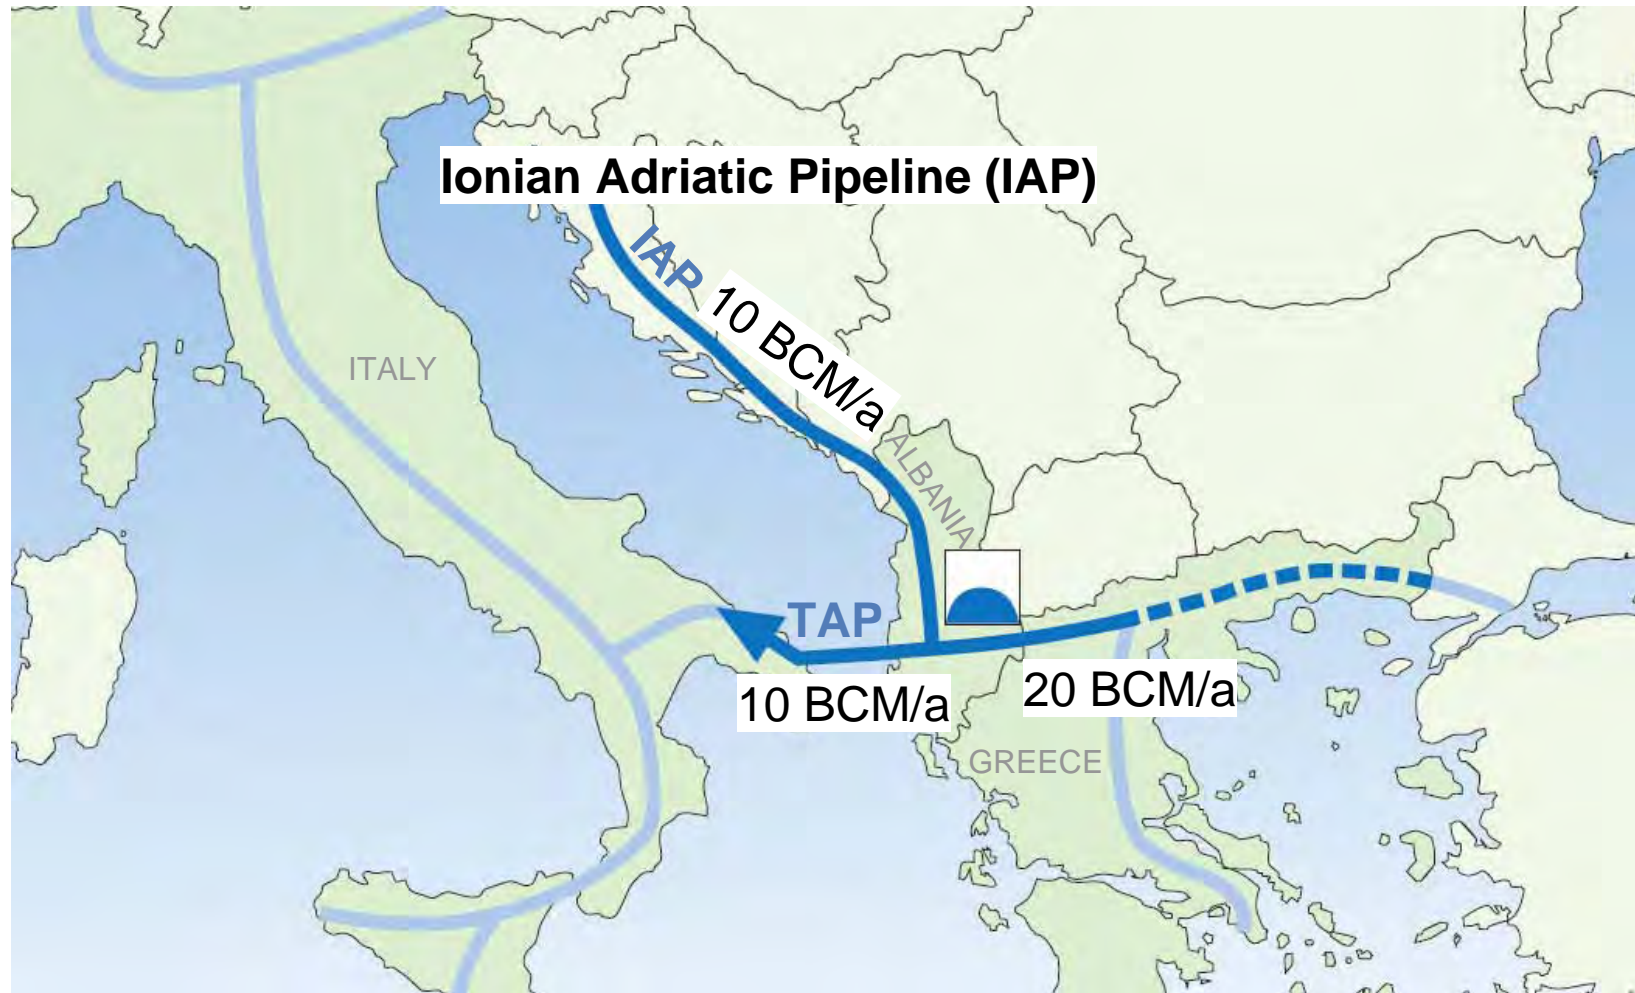 Ionian Adriatic Pipeline (IAP)
IAP
10 BCM/a
ITALY
ALBANIA
TAP
10 BCM/a
20 BCM/a
GREECE